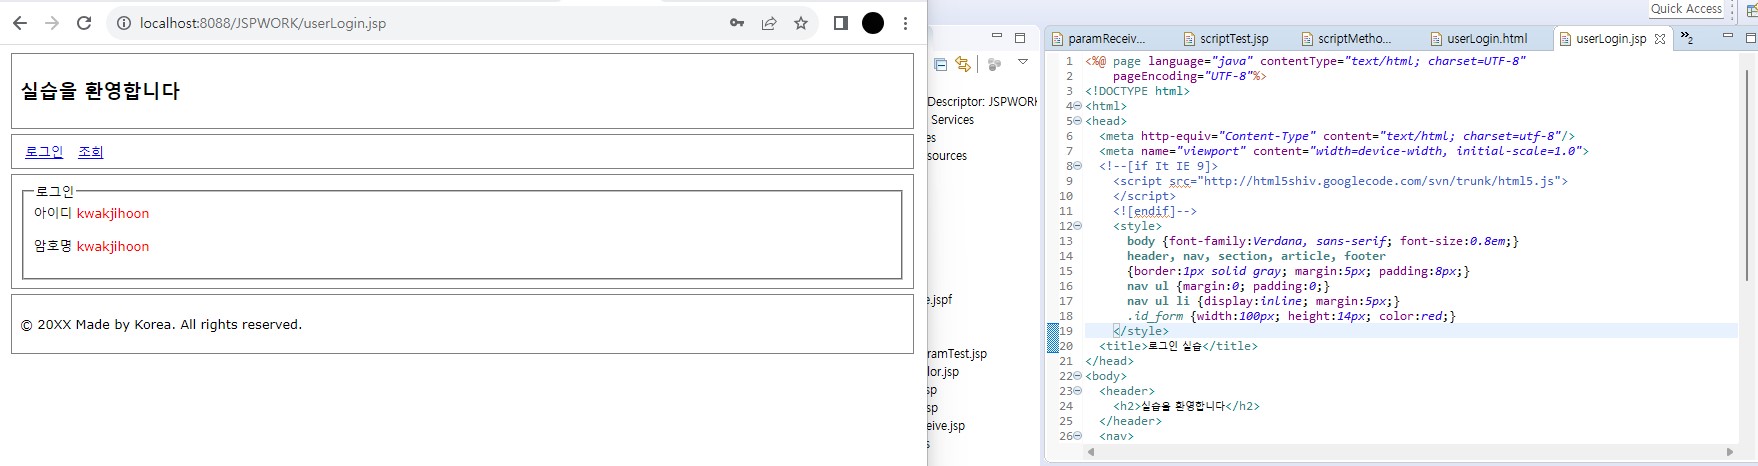 localhost:8088/JSPWORK/userLogin.jsp
실습을 환영합니다
로그인 조회
로그인
아이디 kwakjihoon
암호명 kwakjihoon
© 20XX Made by Korea. All rights reserved.
Descriptor: JSPWORK
Services
es
sources
e.jspf
ramTest.jsp
lor.jsp
sp
sp
eive.jsp
s
Quick Access
paramReceiv... scriptTest.jsp scriptMetho... userLogin.html userLogin.jsp »2
1 <%@ page language="java" contentType="text/html; charset=UTF-8"
2 pageEncoding="UTF-8"%>
3 <!DOCTYPE html>
4 <html>
5 <head>
6 <meta http-equiv="Content-Type" content="text/html; charset=utf-8"/>
7 <meta name="viewport" content="width=device-width, initial-scale=1.0">
8 <!--[if It IE 9]>
9 <script src="http://html5shiv.googlecode.com/svn/trunk/html5.js">
10 </script>
11 <![endif]-->
12 <style>
13 body {font-family:Verdana, sans-serif; font-size:0.8em;}
14 header, nav, section, article, footer
15 {border:1px solid gray; margin:5px; padding:8px;}
16 nav ul {margin:0; padding:0;}
17 nav ul li {display:inline; margin:5px;}
18 .id_form {width:100px; height:14px; color:red;}
19 </style>
20 <title>로그인 실습</title>
21 </head>
22 <body>
23 <header>
24 <h2>실습을 환영합니다</h2>
25 </header>
26 <nav>